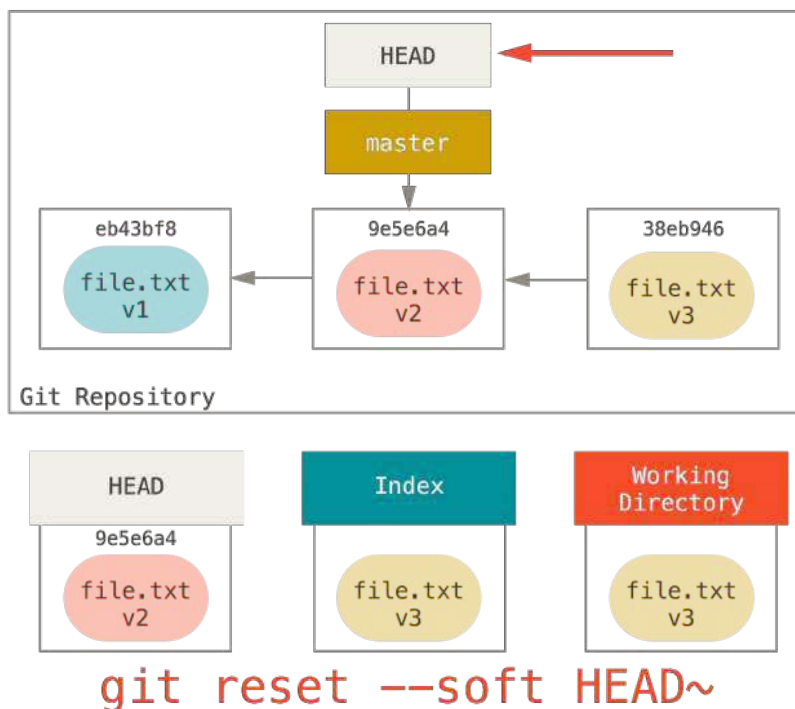 HEAD
master
eb43bf8
9e5e6a4
38eb946
file.txt
v1
file.txt
v2
file.txt
v3
Git Repository
HEAD
Index
Working
Directory
9e5e6a4
file.txt
v2
file.txt
v3
file.txt
v3
git reset --soft HEAD~